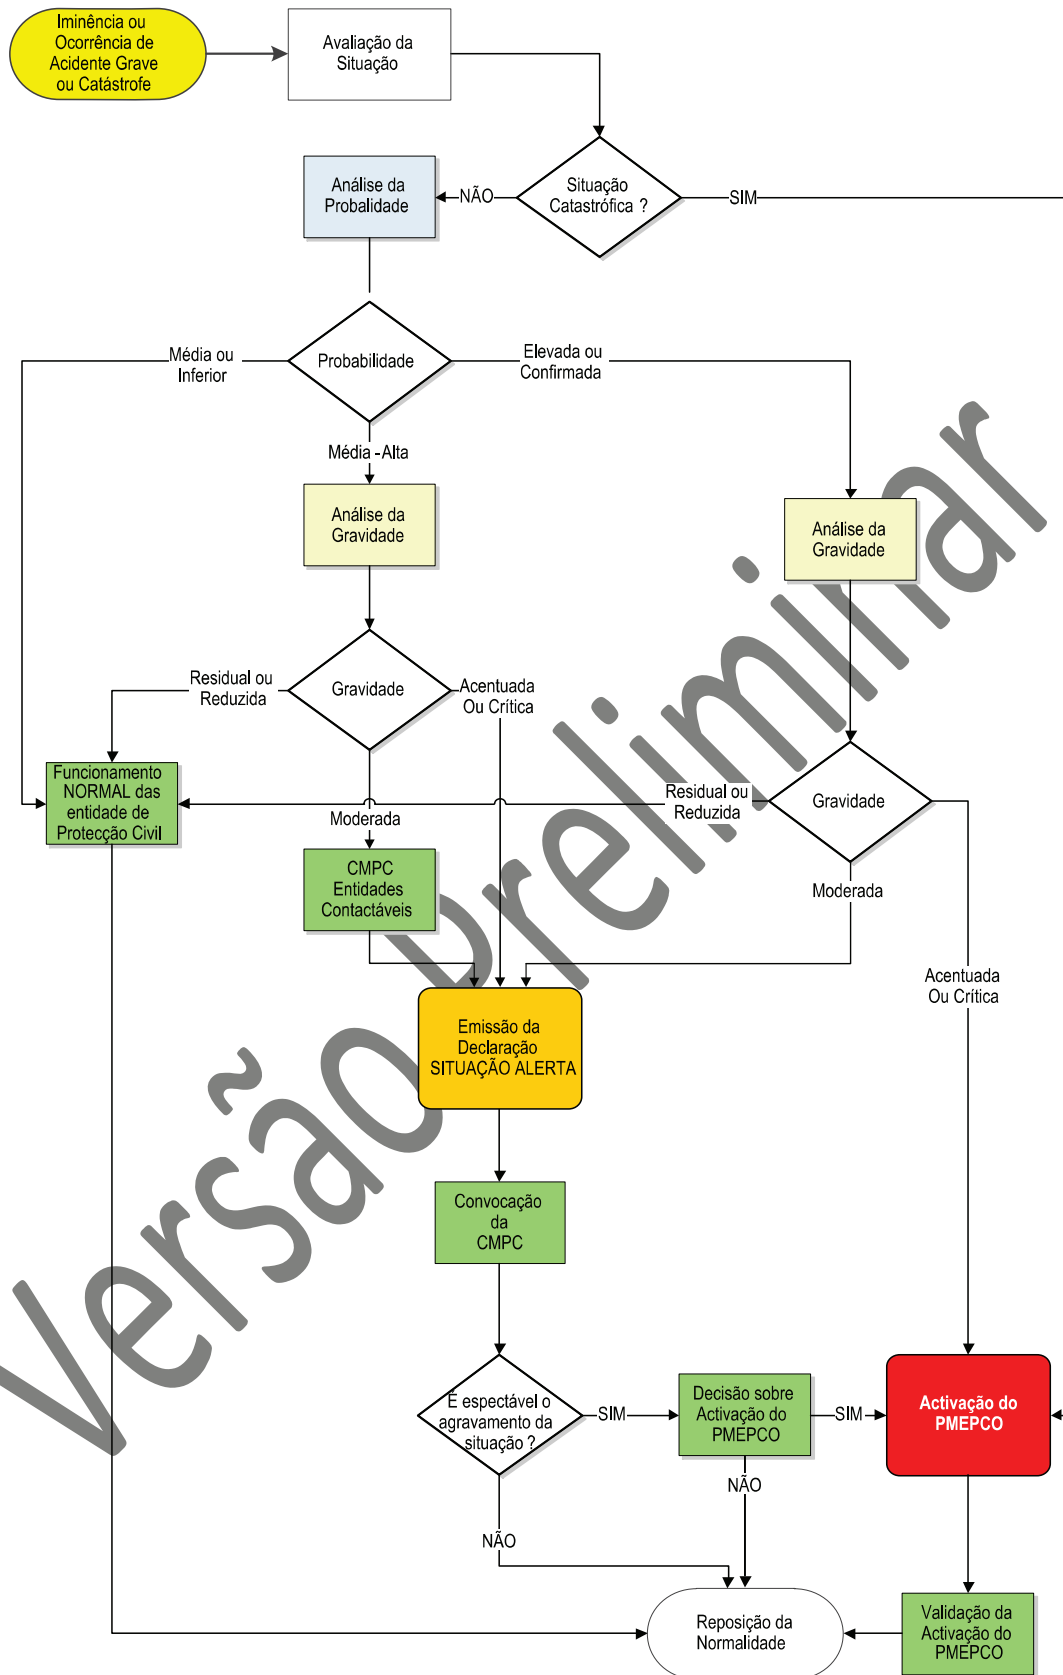 Iminência ou
Ocorrência de
Acidente Grave
ou Catástrofe
Avaliação da
Situação
Situação
Catastrófica ?
NÃO
SIM
Análise da
Probalidade
Probabilidade
Média ou
Inferior
Elevada ou
Confirmada
Média - Alta
Análise da
Gravidade
Análise da
Gravidade
Gravidade
Residual ou
Reduzida
Acentuada
Ou Crítica
Moderada
Gravidade
Residual ou
Reduzida
Moderada
Acentuada
Ou Crítica
Funcionamento
NORMAL das
entidade de
Protecção Civil
CMPC
Entidades
Contactáveis
Emissão da
Declaração
SITUAÇÃO ALERTA
Convocação
da
CMPC
É espectável o
agravamento da
situação ?
SIM
NÃO
Decisão sobre
Activação do
PMEPCO
SIM
NÃO
Activação do
PMEPCO
Validação da
Activação do
PMEPCO
Reposição da
Normalidade
Versão Preliminar